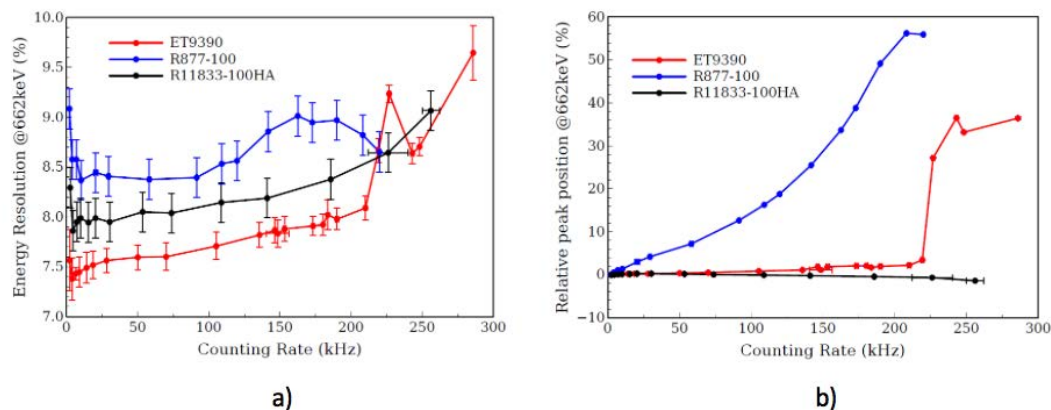 10.0
9.5
9.0
8.5
8.0
7.5
7.0
Energy Resolution @662keV (%)
ET9390
R877-100
R11833-100HA
0 50 100 150 200 250 300
Counting Rate (kHz)
a)
60
50
40
30
20
10
0
−10
Relative peak position @662keV (%)
ET9390
R877-100
R11833-100HA
0 50 100 150 200 250 300
Counting Rate (kHz)
b)